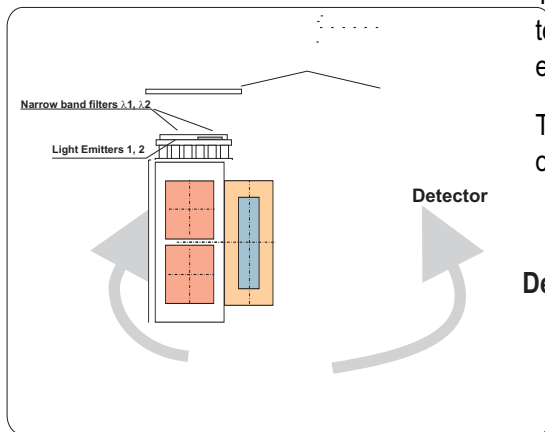 Narrow band filters λ1, λ2
Light Emitters 1, 2
Detector